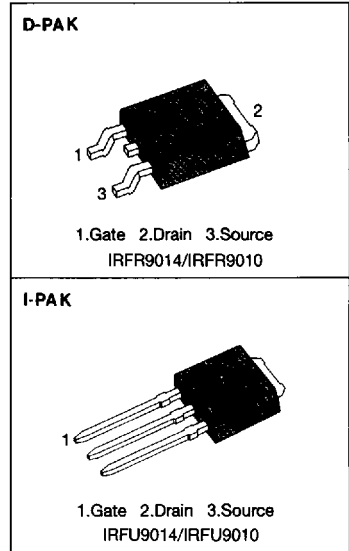 D-PAK
2
1
3
1.Gate 2.Drain 3.Source
IRFR9014/IRFR9010
I-PAK
1
1.Gate 2.Drain 3.Source
IRFU9014/IRFU9010